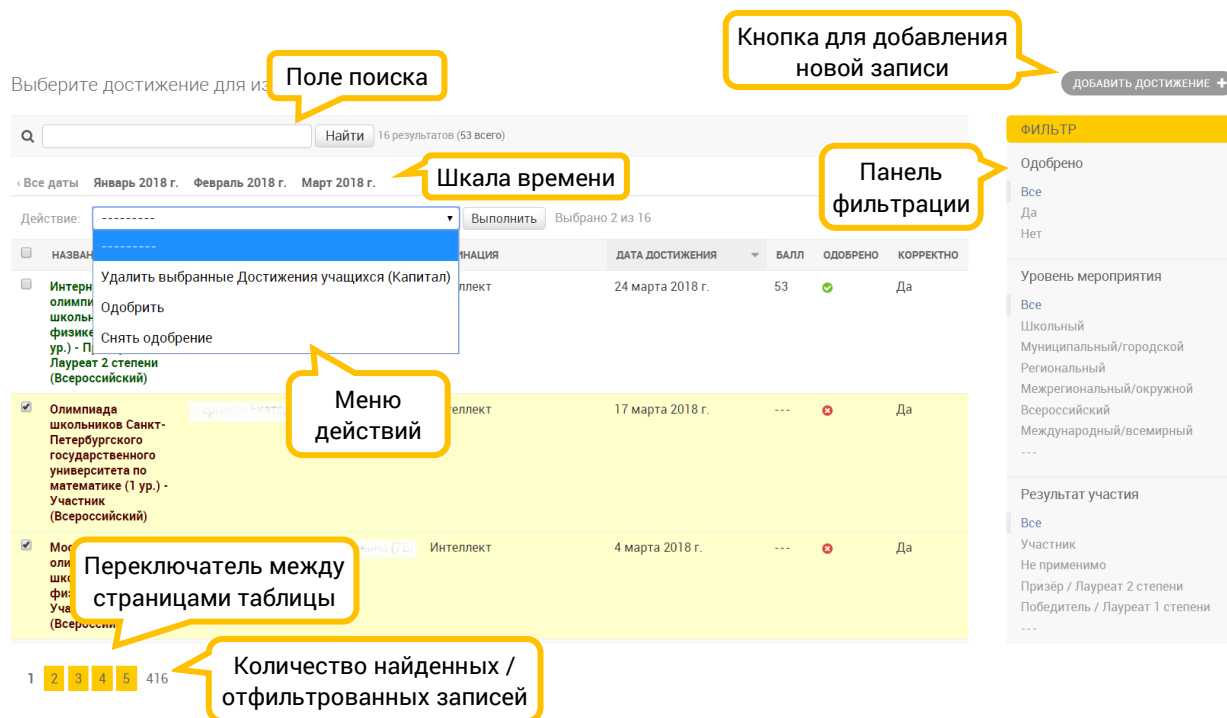 Кнопка для добавления
новой записи
Поле поиска
Выберите достижение для из
ДОБАВИТЬ ДОСТИЖЕНИЕ +
Найти 16 результатов (53 всего)
‹ Все даты Январь 2018 г. Февраль 2018 г. Март 2018 г.
Шкала времени
Действие: --------- Выполнить Выбрано 2 из 16
---------
Удалить выбранные Достижения учащихся (Капитал)
Одобрить
Снять одобрение
Меню
действий
НАЗВАН ИНАЦИЯ ДАТА ДОСТИЖЕНИЯ БАЛЛ ОДОБРЕНО КОРРЕКТНО
Интерн ллект 24 марта 2018 г. 53 Да
олимпи
школьн
физике
ур.) - П
Лауреат 2 степени
(Всероссийский)
Олимпиада теллект 17 марта 2018 г. --- Да
школьников Санкт-
Петербургского
государственного
университета по
математике (1 ур.) -
Участник
(Всероссийский)
Мос Интеллект 4 марта 2018 г. --- Да
оли
шко
физ
Уча
(Всероссий
Переключатель между
страницами таблицы
1 2 3 4 5 416
Количество найденных /
отфильтрованных записей
Панель
фильтрации
ФИЛЬТР
Одобрено
Все
Да
Нет
Уровень мероприятия
Все
Школьный
Муниципальный/городской
Региональный
Межрегиональный/окружной
Всероссийский
Международный/всемирный
---
Результат участия
Все
Участник
Не применимо
Призёр / Лауреат 2 степени
Победитель / Лауреат 1 степени
---